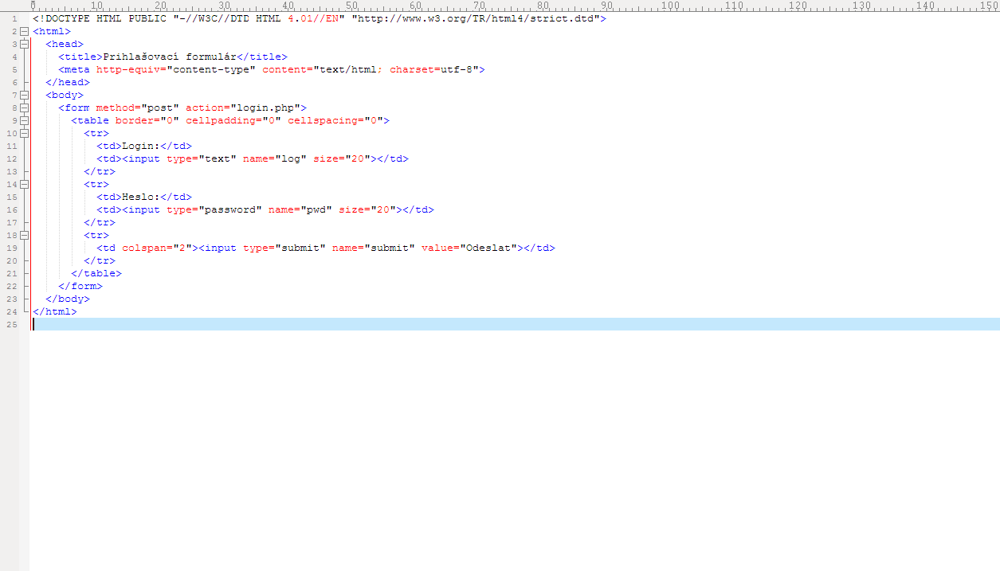 0 10 20 30 40 50 60 70 80 90 100 110 120 130 140 150
1 <!DOCTYPE HTML PUBLIC "-//W3C//DTD HTML 4.01//EN" "http://www.w3.org/TR/html4/strict.dtd">
2 <html>
3 <head>
4 <title>Prihlašovací formulár</title>
5 <meta http-equiv="content-type" content="text/html; charset=utf-8">
6 </head>
7 <body>
8 <form method="post" action="login.php">
9 <table border="0" cellpadding="0" cellspacing="0">
10 <tr>
11 <td>Login:</td>
12 <td><input type="text" name="log" size="20"></td>
13 </tr>
14 <tr>
15 <td>Heslo:</td>
16 <td><input type="password" name="pwd" size="20"></td>
17 </tr>
18 <tr>
19 <td colspan="2"><input type="submit" name="submit" value="Odeslat"></td>
20 </tr>
21 </table>
22 </form>
23 </body>
24 </html>
25